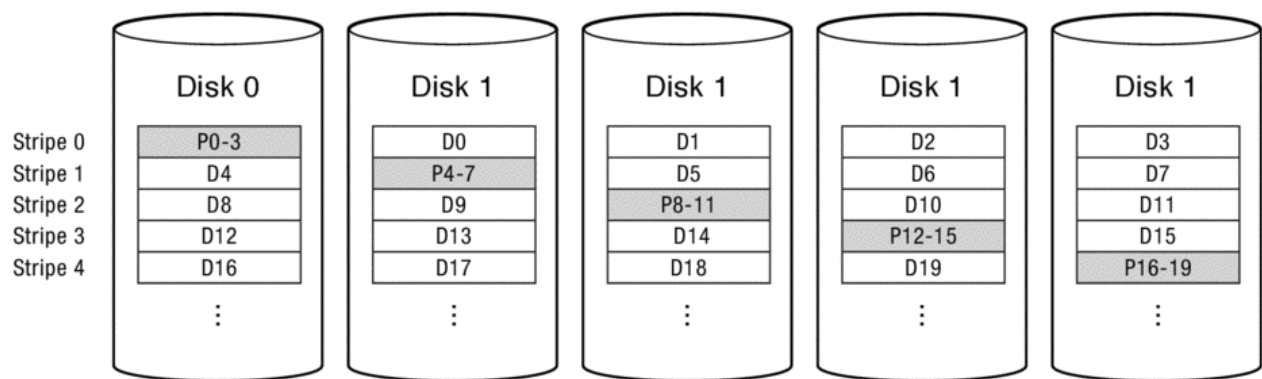 Disk 0 Disk 1 Disk 1 Disk 1 Disk 1
Stripe 0 P0-3 D0 D1 D2 D3
Stripe 1 D4 P4-7 D5 D6 D7
Stripe 2 D8 D9 P8-11 D10 D11
Stripe 3 D12 D13 D14 P12-15 D15
Stripe 4 D16 D17 D18 D19 P16-19
⋮ ⋮ ⋮ ⋮ ⋮